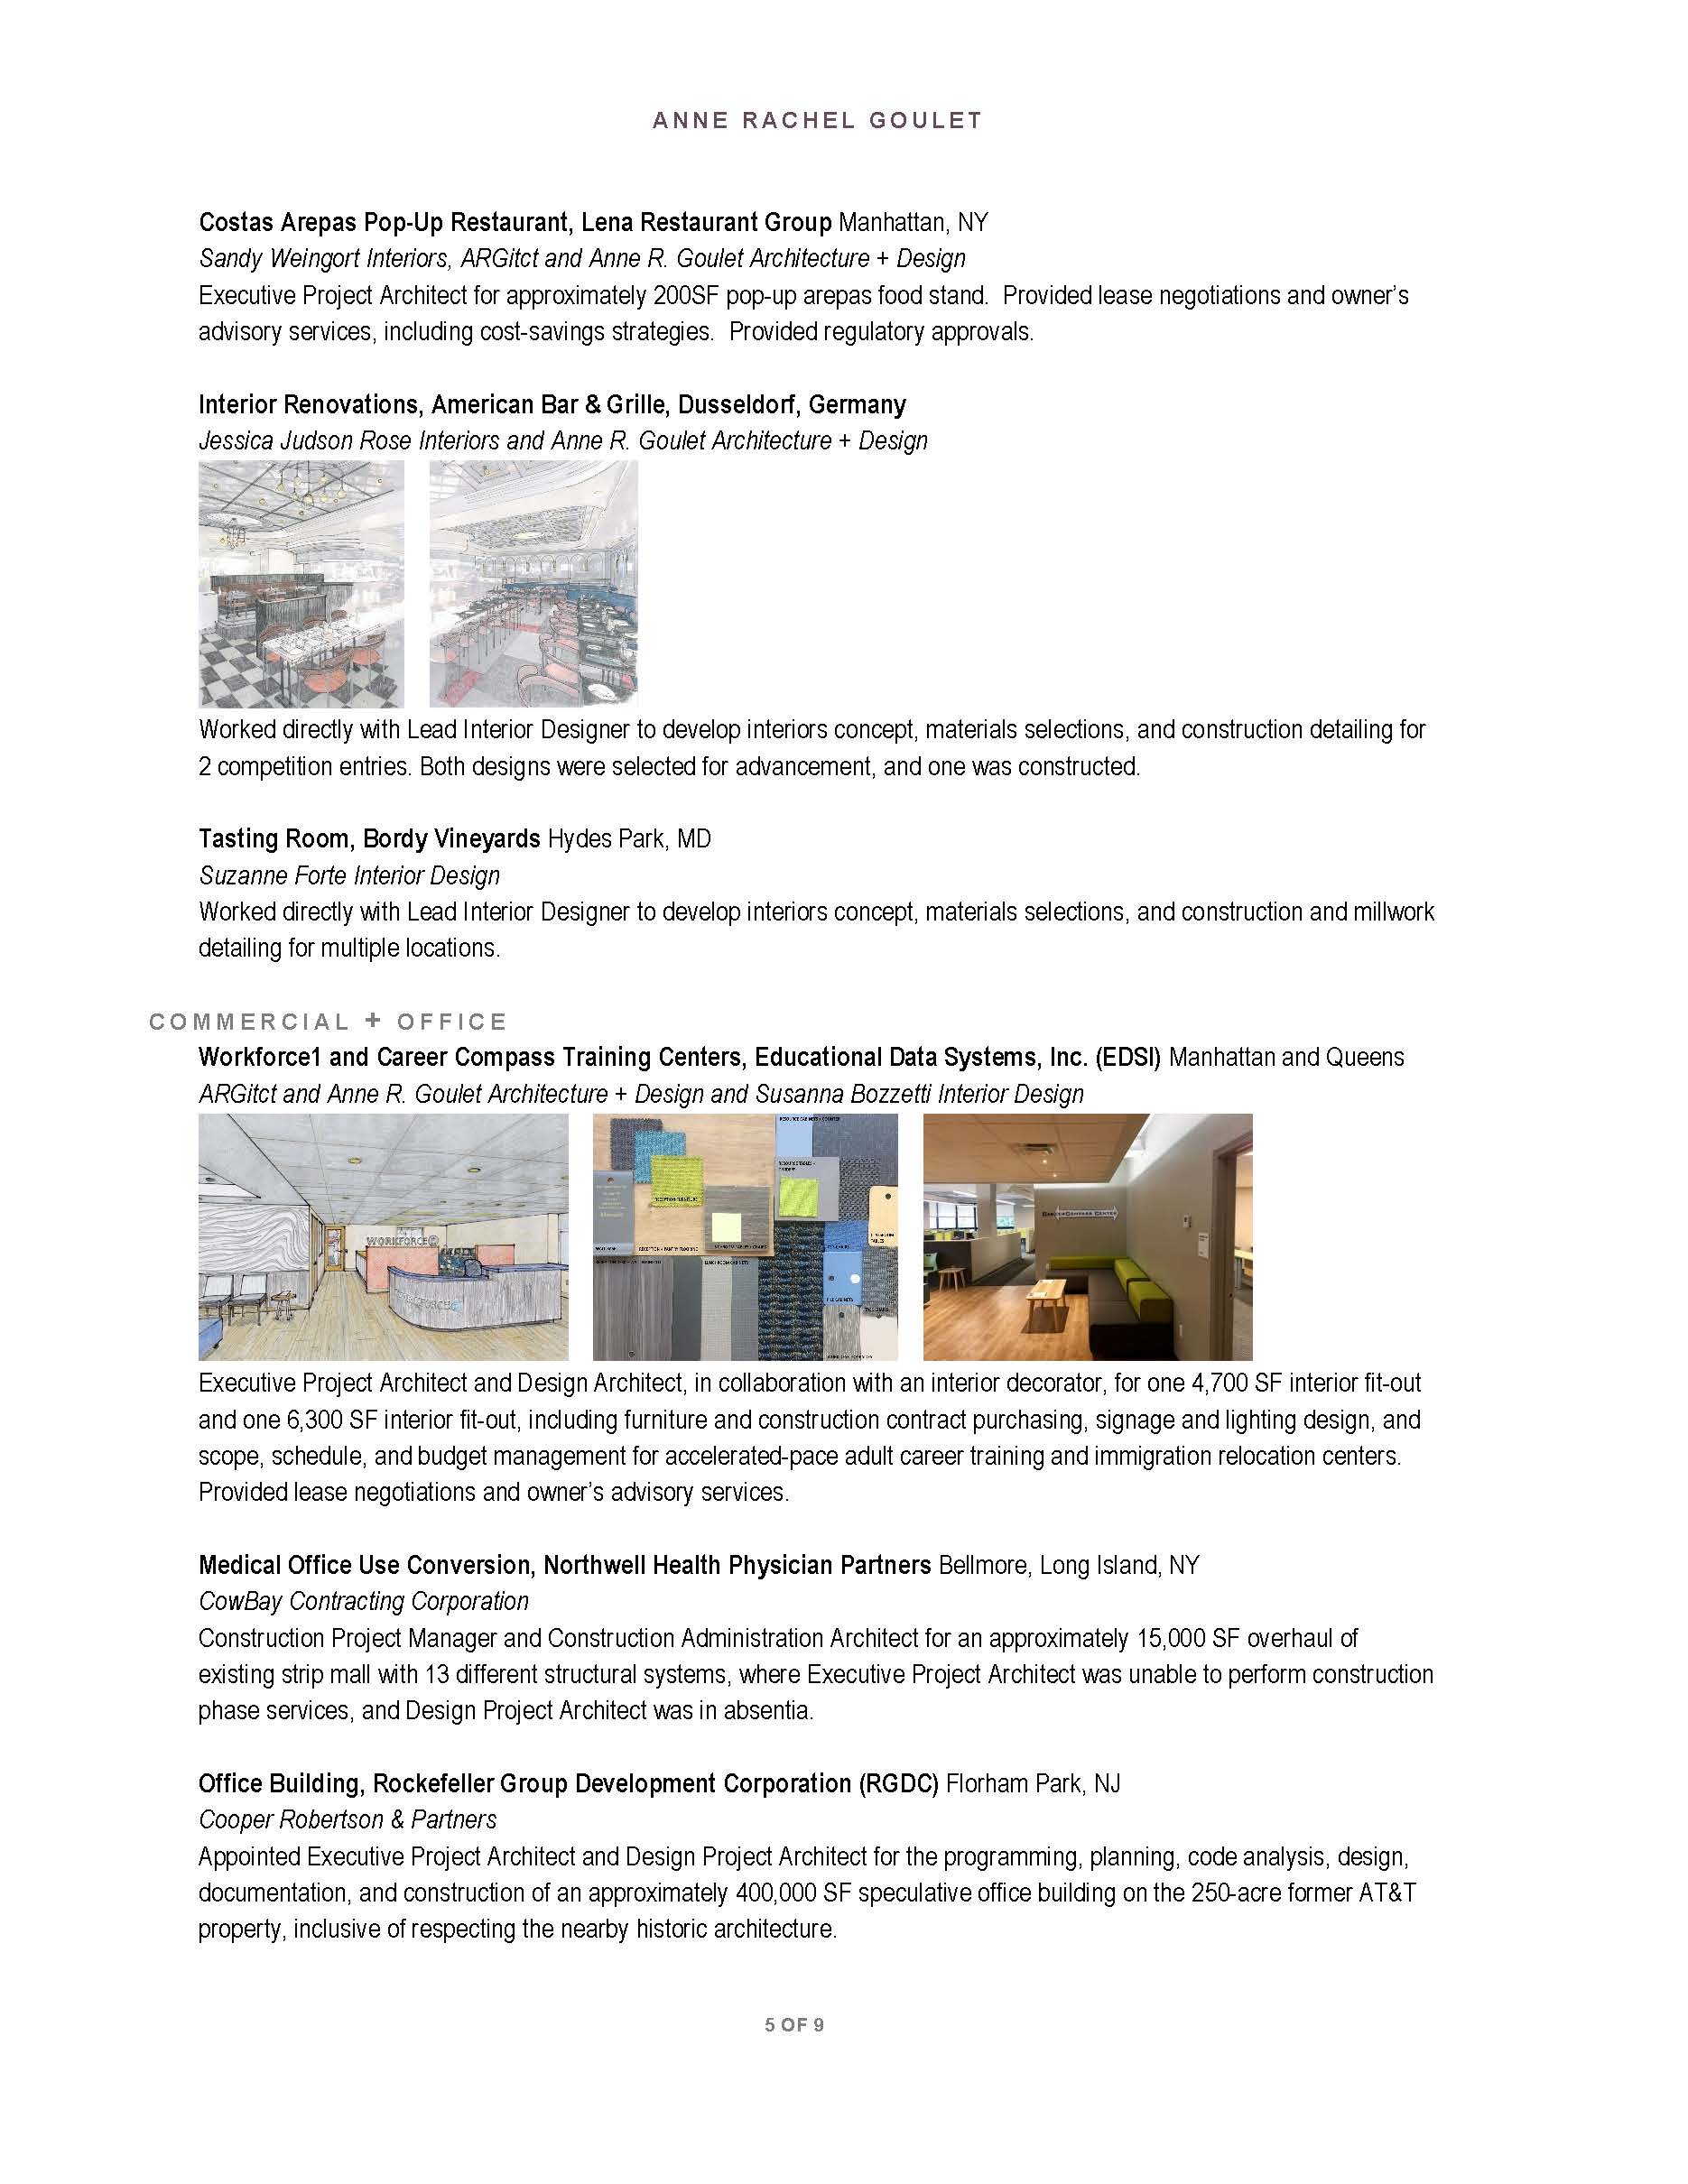 ANNE RACHEL GOULET
Costas Arepas Pop-Up Restaurant, Lena Restaurant Group Manhattan, NY
Sandy Weingort Interiors, ARGitct and Anne R. Goulet Architecture + Design
Executive Project Architect for approximately 200SF pop-up arepas food stand.  Provided lease negotiations and owner’s
advisory services, including cost-savings strategies.  Provided regulatory approvals.
Interior Renovations, American Bar & Grille, Dusseldorf, Germany
Jessica Judson Rose Interiors and Anne R. Goulet Architecture + Design
Worked directly with Lead Interior Designer to develop interiors concept, materials selections, and construction detailing for
2 competition entries. Both designs were selected for advancement, and one was constructed.
Tasting Room, Bordy Vineyards Hydes Park, MD
Suzanne Forte Interior Design
Worked directly with Lead Interior Designer to develop interiors concept, materials selections, and construction and millwork
detailing for multiple locations.
COMMERCIAL + OFFICE
Workforce1 and Career Compass Training Centers, Educational Data Systems, Inc. (EDSI) Manhattan and Queens
ARGitct and Anne R. Goulet Architecture + Design and Susanna Bozzetti Interior Design
WORKFORCE
RECEPTION FURNITURE
RECEPTION + PANTRY FLOORING
CAREER COMPASS CENTER
Executive Project Architect and Design Architect, in collaboration with an interior decorator, for one 4,700 SF interior fit-out
and one 6,300 SF interior fit-out, including furniture and construction contract purchasing, signage and lighting design, and
scope, schedule, and budget management for accelerated-pace adult career training and immigration relocation centers.
Provided lease negotiations and owner’s advisory services.
Medical Office Use Conversion, Northwell Health Physician Partners Bellmore, Long Island, NY
CowBay Contracting Corporation
Construction Project Manager and Construction Administration Architect for an approximately 15,000 SF overhaul of
existing strip mall with 13 different structural systems, where Executive Project Architect was unable to perform construction
phase services, and Design Project Architect was in absentia.
Office Building, Rockefeller Group Development Corporation (RGDC) Florham Park, NJ
Cooper Robertson & Partners
Appointed Executive Project Architect and Design Project Architect for the programming, planning, code analysis, design,
documentation, and construction of an approximately 400,000 SF speculative office building on the 250-acre former AT&T
property, inclusive of respecting the nearby historic architecture.
5 OF 9